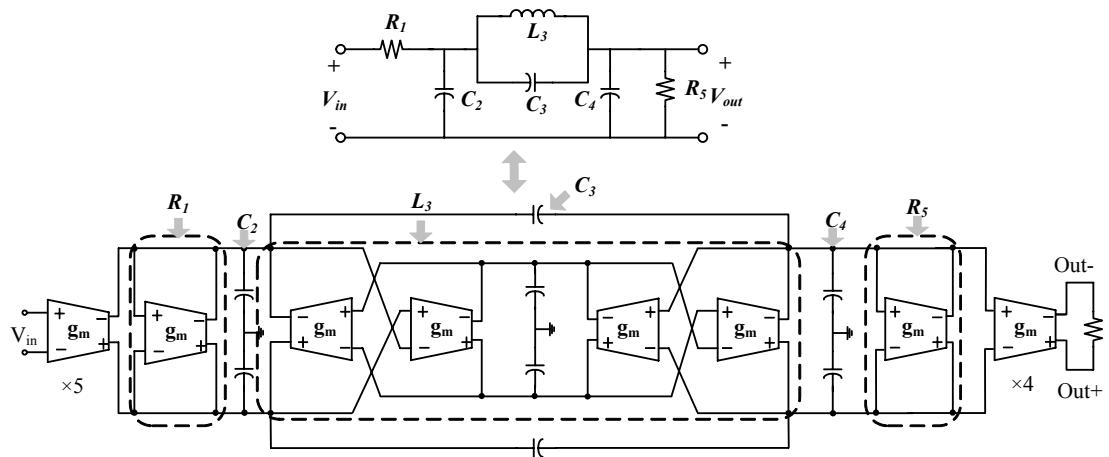 R1
L3
+
+
Vin
C2
C3
C4
R5
Vout
-
-
C3
R1
C2
L3
C4
R5
Out-
+
-
+
-
-
+
-
+
+
-
+
-
-
+
-
+
+
-
-
+
+
-
-
+
+
-
-
+
Vin
gm
gm
gm
gm
gm
gm
gm
gm
×5
×4
Out+